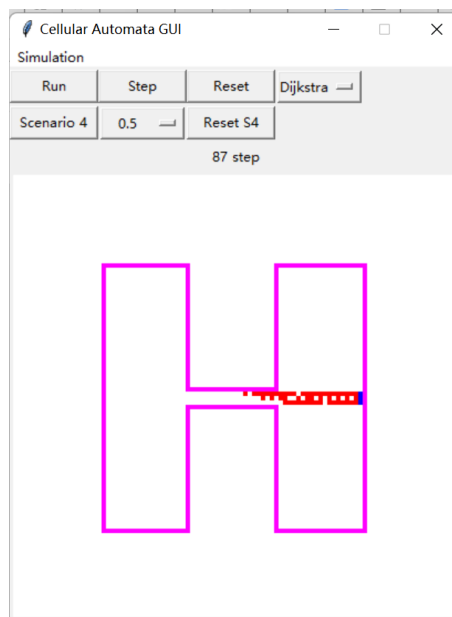 Cellular Automata GUI
Simulation
Run Step Reset Dijkstra
Scenario 4 0.5 Reset S4
87 step